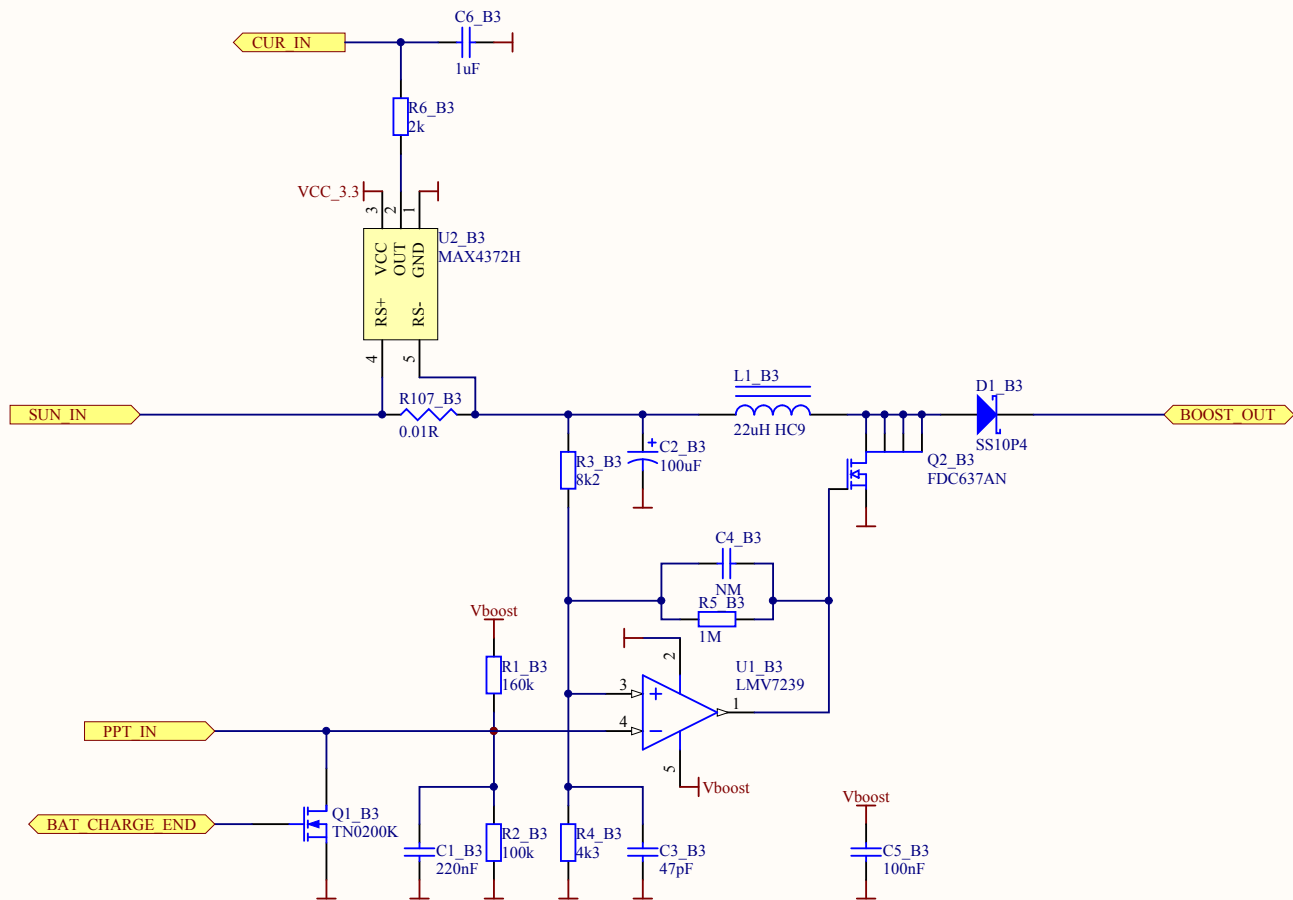 C6_B3
CUR_IN
1uF
R6_B3
2k
VCC_3.3
3
2
1
VCC
OUT
GND
U2_B3
MAX4372H
RS+
RS-
4
5
SUN_IN
R107_B3
0.01R
L1_B3
22uH HC9
D1_B3
SS10P4
BOOST_OUT
R3_B3
8k2
C2_B3
100uF
Q2_B3
FDC637AN
C4_B3
NM
R5_B3
1M
Vboost
R1_B3
160k
2
U1_B3
LMV7239
3
1
PPT_IN
4
5
Vboost
Vboost
BAT_CHARGE_END
Q1_B3
TN0200K
C1_B3
220nF
R2_B3
100k
R4_B3
4k3
C3_B3
47pF
C5_B3
100nF